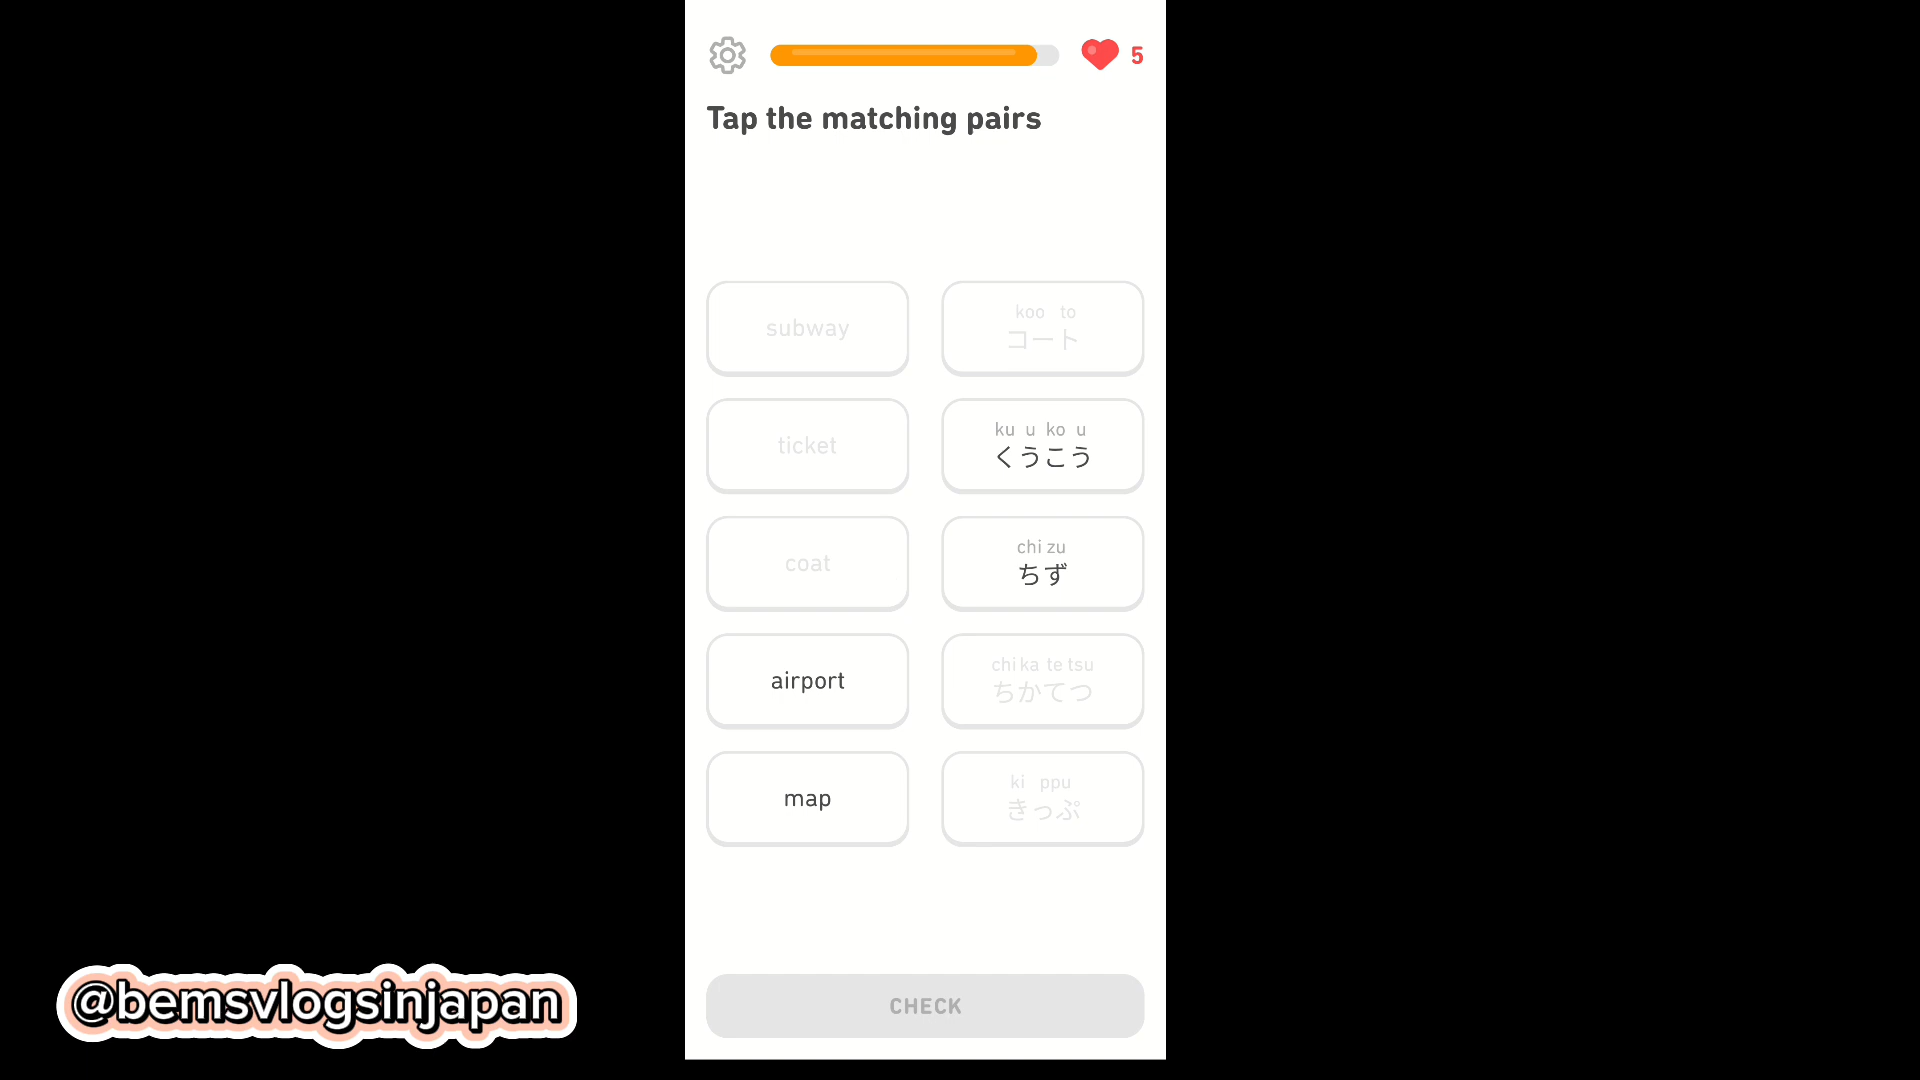 5
Tap the matching pairs
subway
koo to
コート
ticket
ku u ko u
くうこう
coat
chi zu
ちず
airport
chi ka te tsu
ちかてつ
map
ki ppu
きっぷ
CHECK
@bemsvlogsinjapan